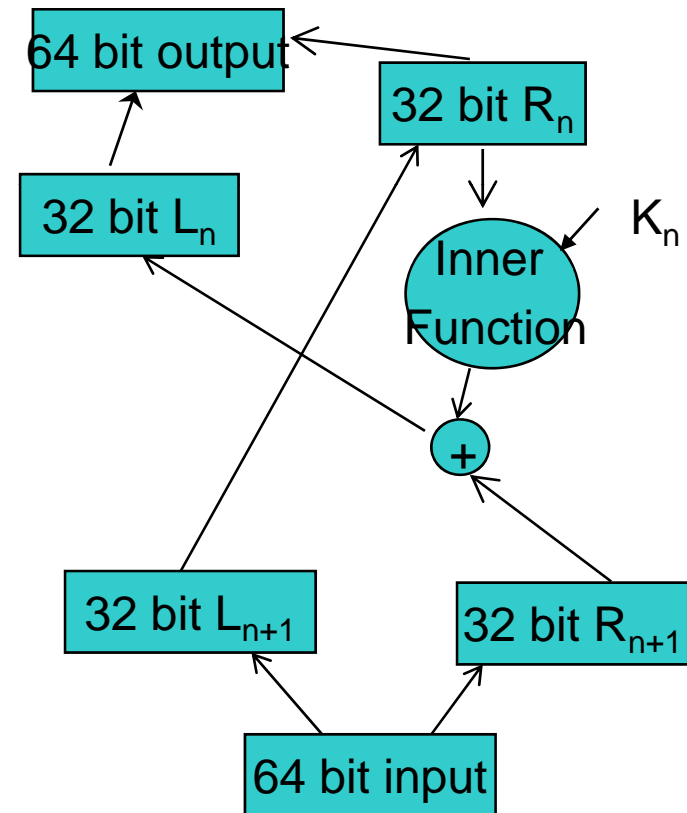 64 bit output
32 bit Rₙ
32 bit Lₙ
Kₙ
Inner
Function
+
32 bit Lₙ₊₁
32 bit Rₙ₊₁
64 bit input